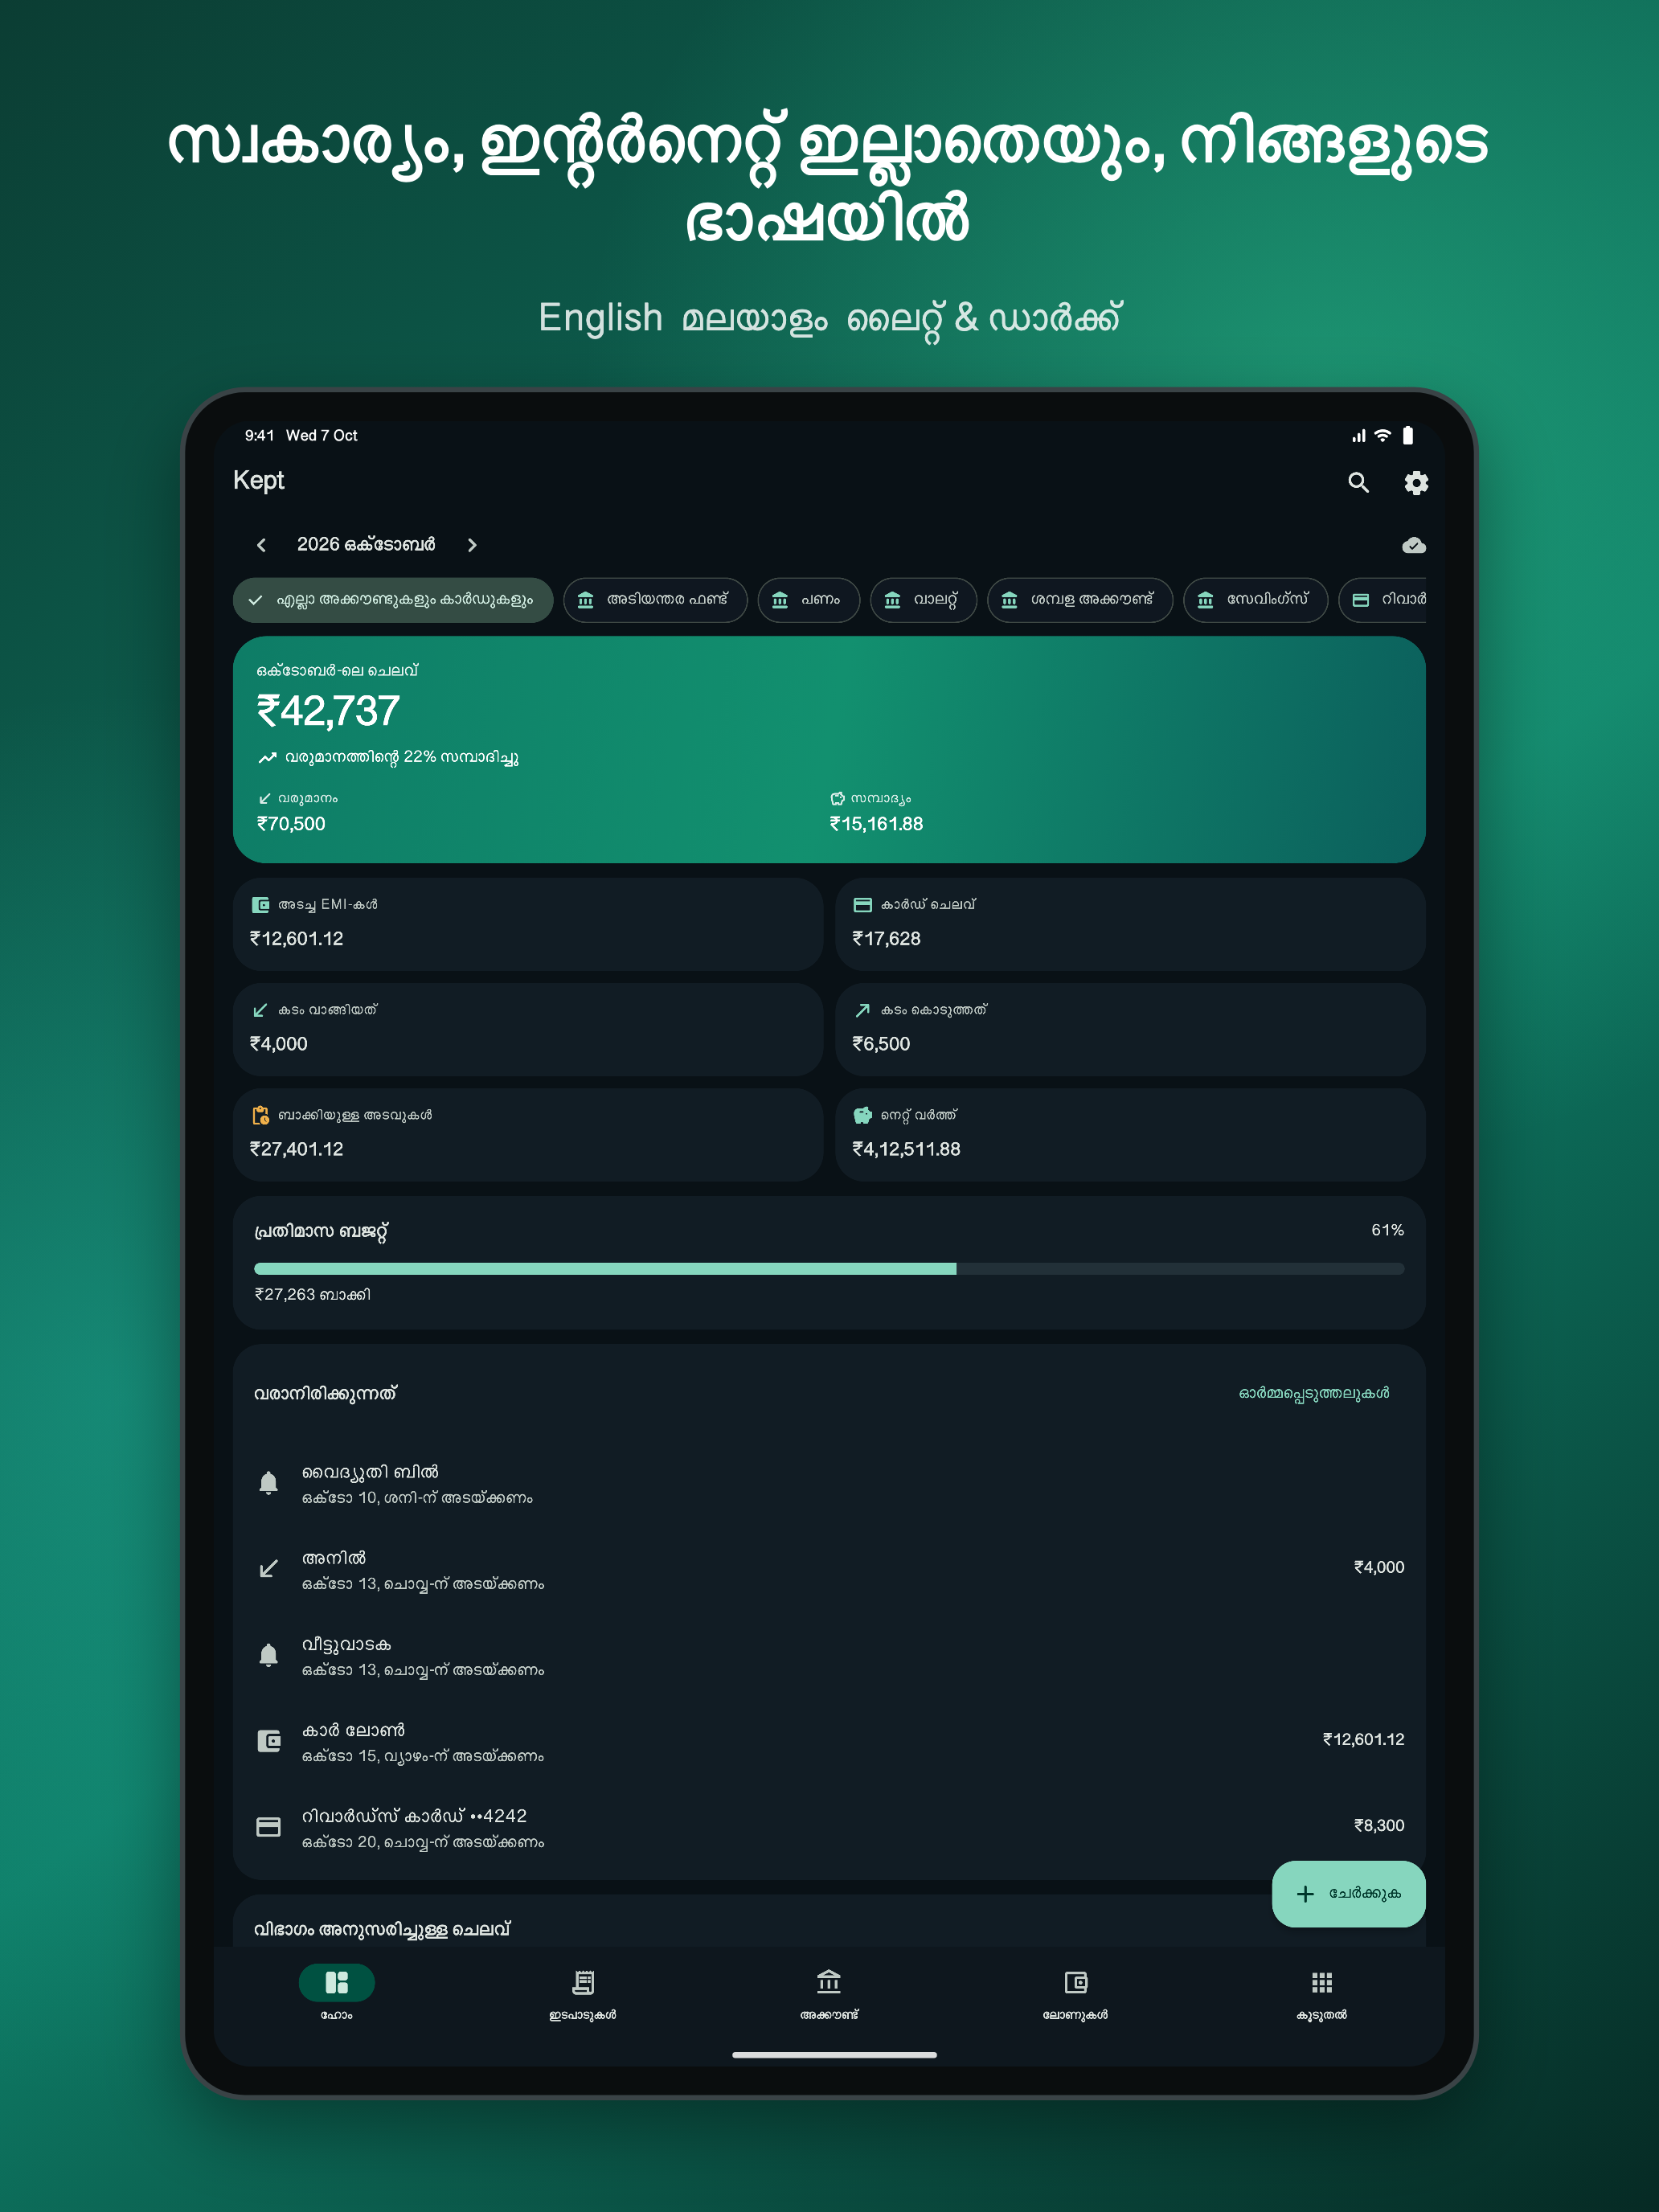 സ്വകാര്യം, ഇന്റർനെറ്റ് ഇല്ലാതെയും, നിങ്ങളുടെ
ഭാഷയിൽ
English മലയാളം ലൈറ്റ് & ഡാർക്ക്
9:41 Wed 7 Oct
Kept
2026 ഒക്ടോബർ
എല്ലാ അക്കൗണ്ടുകളും കാർഡുകളും അടിയന്തര ഫണ്ട് പണം വാലറ്റ് ശമ്പള അക്കൗണ്ട് സേവിംഗ്സ് റിവാർ
ഒക്ടോബർ-ലെ ചെലവ്
₹42,737
വരുമാനത്തിന്റെ 22% സമ്പാദിച്ചു
വരുമാനം സമ്പാദ്യം
₹70,500 ₹15,161.88
അടച്ച EMI-കൾ കാർഡ് ചെലവ്
₹12,601.12 ₹17,628
കടം വാങ്ങിയത് കടം കൊടുത്തത്
₹4,000 ₹6,500
ബാക്കിയുള്ള അടവുകൾ നെറ്റ് വർത്ത്
₹27,401.12 ₹4,12,511.88
പ്രതിമാസ ബജറ്റ് 61%
₹27,263 ബാക്കി
വരാനിരിക്കുന്നത് ഓർമ്മപ്പെടുത്തലുകൾ
വൈദ്യുതി ബിൽ
ഒക്ടോ 10, ശനി-ന് അടയ്ക്കണം
അനിൽ ₹4,000
ഒക്ടോ 13, ചൊവ്വ-ന് അടയ്ക്കണം
വീട്ടുവാടക
ഒക്ടോ 13, ചൊവ്വ-ന് അടയ്ക്കണം
കാർ ലോൺ ₹12,601.12
ഒക്ടോ 15, വ്യാഴം-ന് അടയ്ക്കണം
റിവാർഡ്സ് കാർഡ് ••4242 ₹8,300
ഒക്ടോ 20, ചൊവ്വ-ന് അടയ്ക്കണം
ചേർക്കുക
വിഭാഗം അനുസരിച്ചുള്ള ചെലവ്
ഹോം ഇടപാടുകൾ അക്കൗണ്ട് ലോണുകൾ കൂടുതൽ